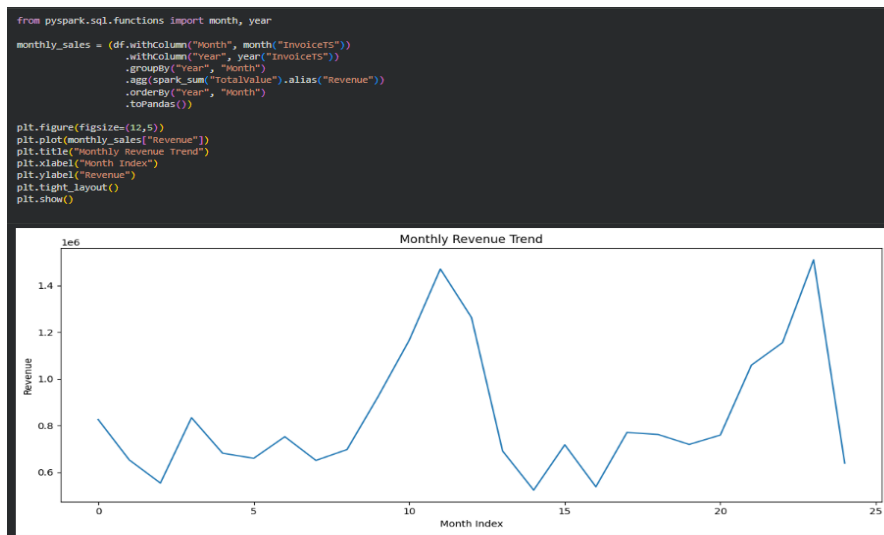 from pyspark.sql.functions import month, year
monthly_sales = (df.withColumn("Month", month("InvoiceTS"))
.withColumn("Year", year("InvoiceTS"))
.groupBy("Year", "Month")
.agg(spark_sum("TotalValue").alias("Revenue"))
.orderBy("Year", "Month")
.toPandas())
plt.figure(figsize=(12,5))
plt.plot(monthly_sales["Revenue"])
plt.title("Monthly Revenue Trend")
plt.xlabel("Month Index")
plt.ylabel("Revenue")
plt.tight_layout()
plt.show()
Monthly Revenue Trend
1e6
1.4
1.2
1.0
0.8
0.6
Revenue
0 5 10 15 20 25
Month Index